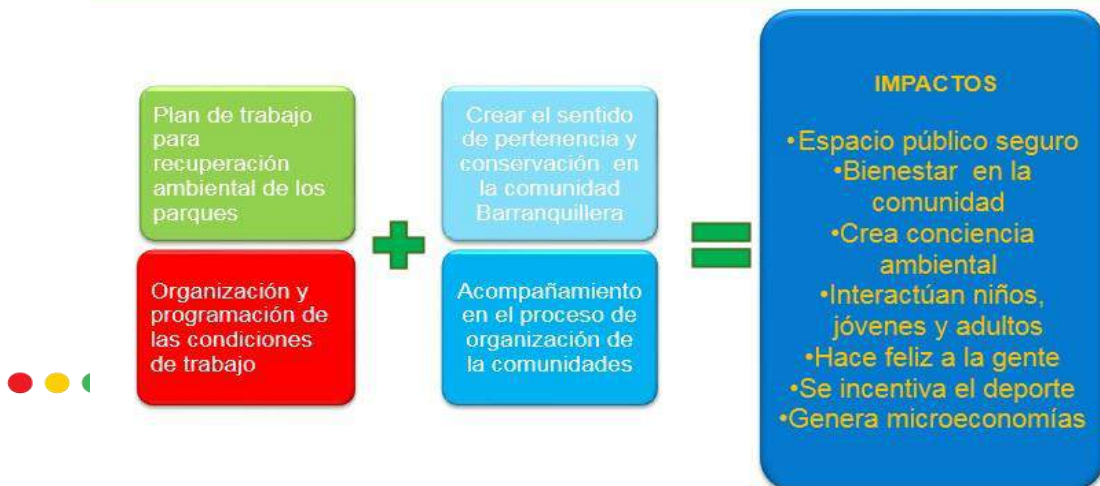 Plan de trabajo
para
recuperación
ambiental de los
parques
Organización y
programación de
las condiciones
de trabajo
Crear el sentido
de pertenencia y
conservación en
la comunidad
Barranquillera
Acompañamiento
en el proceso de
organización de
la comunidades
IMPACTOS
•Espacio público seguro
•Bienestar en la
comunidad
•Crea conciencia
ambiental
•Interactúan niños,
jóvenes y adultos
•Hace feliz a la gente
•Se incentiva el deporte
•Genera microeconomías